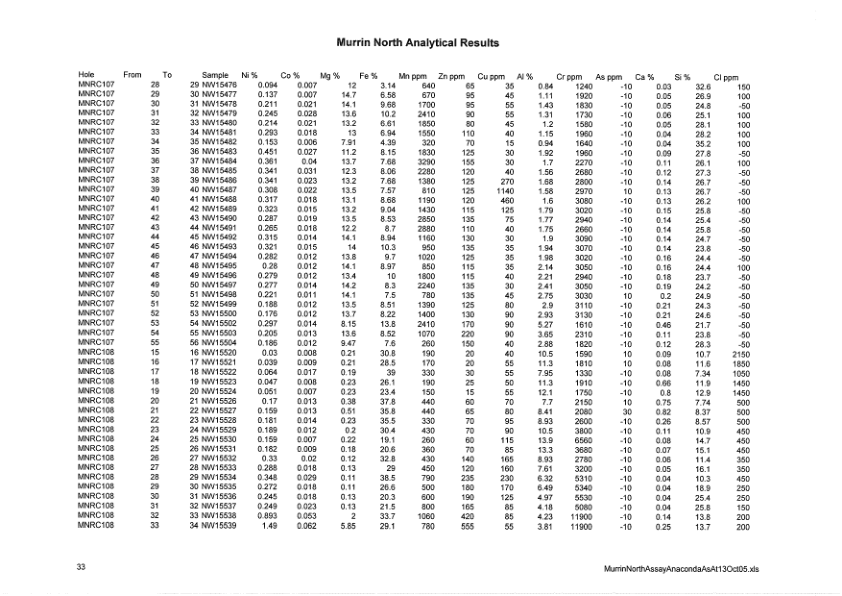 Murrin North Analytical Results
Hole From To Sample Ni % Co % Mg % Fe % Mn ppm Zn ppm Cu ppm Al % Cr ppm As ppm Ca % Si % Cl ppm
MNRC107 28 29 NW15476 0.094 0.007 12 3.14 640 65 35 0.84 1240 -10 0.03 32.6 150
MNRC107 29 30 NW15477 0.137 0.007 14.7 6.58 670 95 45 1.11 1920 -10 0.05 26.9 100
MNRC107 30 31 NW15478 0.211 0.021 14.1 9.68 1700 95 55 1.43 1830 -10 0.05 24.8 -50
MNRC107 31 32 NW15479 0.245 0.028 13.6 10.2 2410 90 55 1.31 1730 -10 0.06 25.1 100
MNRC107 32 33 NW15480 0.214 0.021 13.2 6.61 1850 80 45 1.2 1580 -10 0.05 28.1 100
MNRC107 33 34 NW15481 0.293 0.018 13 6.94 1550 110 40 1.15 1960 -10 0.04 28.2 100
MNRC107 34 35 NW15482 0.153 0.006 7.91 4.39 320 70 15 0.94 1640 -10 0.04 35.2 100
MNRC107 35 36 NW15483 0.451 0.027 11.2 8.15 1830 125 30 1.92 1960 -10 0.09 27.8 -50
MNRC107 36 37 NW15484 0.361 0.04 13.7 7.68 3290 155 30 1.7 2270 -10 0.11 26.1 100
MNRC107 37 38 NW15485 0.341 0.031 12.3 8.06 2280 120 40 1.56 2680 -10 0.12 27.3 -50
MNRC107 38 39 NW15486 0.341 0.023 13.2 7.68 1380 125 270 1.68 2800 -10 0.14 26.7 -50
MNRC107 39 40 NW15487 0.308 0.022 13.5 7.57 810 125 1140 1.58 2970 10 0.13 26.7 -50
MNRC107 40 41 NW15488 0.317 0.018 13.1 8.68 1190 120 460 1.6 3080 -10 0.13 26.2 100
MNRC107 41 42 NW15489 0.323 0.015 13.2 9.04 1430 115 125 1.79 3020 -10 0.15 25.8 -50
MNRC107 42 43 NW15490 0.287 0.019 13.5 8.53 2850 135 75 1.77 2940 -10 0.14 25.4 -50
MNRC107 43 44 NW15491 0.265 0.018 12.2 8.7 2880 110 40 1.75 2660 -10 0.14 25.8 -50
MNRC107 44 45 NW15492 0.315 0.014 14.1 8.94 1160 130 30 1.9 3090 -10 0.14 24.7 -50
MNRC107 45 46 NW15493 0.321 0.015 14 10.3 950 135 35 1.94 3070 -10 0.14 23.8 -50
MNRC107 46 47 NW15494 0.282 0.012 13.8 9.7 1020 125 35 1.98 3020 -10 0.16 24.4 -50
MNRC107 47 48 NW15495 0.28 0.012 14.1 8.97 850 115 35 2.14 3050 -10 0.16 24.4 100
MNRC107 48 49 NW15496 0.279 0.012 13.4 10 1800 115 40 2.21 2940 -10 0.18 23.7 -50
MNRC107 49 50 NW15497 0.277 0.014 14.2 8.3 2240 135 30 2.41 3050 -10 0.19 24.2 -50
MNRC107 50 51 NW15498 0.221 0.011 14.1 7.5 780 135 45 2.75 3030 10 0.2 24.9 -50
MNRC107 51 52 NW15499 0.188 0.012 13.5 8.51 1390 125 80 2.9 3110 -10 0.21 24.3 -50
MNRC107 52 53 NW15500 0.176 0.012 13.7 8.22 1400 130 90 2.93 3130 -10 0.21 24.6 -50
MNRC107 53 54 NW15502 0.297 0.014 8.15 13.8 2410 170 90 5.27 1610 -10 0.46 21.7 -50
MNRC107 54 55 NW15503 0.205 0.013 13.6 8.52 1070 220 90 3.65 2310 -10 0.11 23.8 -50
MNRC107 55 56 NW15504 0.186 0.012 9.47 7.6 260 150 40 2.88 1820 -10 0.12 28.3 -50
MNRC108 15 16 NW15520 0.03 0.008 0.21 30.8 190 20 40 10.5 1590 10 0.09 10.7 2150
MNRC108 16 17 NW15521 0.039 0.009 0.21 28.5 170 20 55 11.3 1810 10 0.08 11.6 1850
MNRC108 17 18 NW15522 0.064 0.017 0.19 39 330 30 55 7.95 1330 -10 0.08 7.34 1050
MNRC108 18 19 NW15523 0.047 0.008 0.23 26.1 190 25 50 11.3 1910 -10 0.66 11.9 1450
MNRC108 19 20 NW15524 0.051 0.007 0.23 23.4 150 15 55 12.1 1750 -10 0.8 12.9 1450
MNRC108 20 21 NW15526 0.17 0.013 0.38 37.8 440 60 70 7.7 2150 10 0.75 7.74 500
MNRC108 21 22 NW15527 0.159 0.013 0.51 35.8 440 65 80 8.41 2080 30 0.82 8.37 500
MNRC108 22 23 NW15528 0.181 0.014 0.23 35.5 330 70 95 8.93 2600 -10 0.26 8.57 500
MNRC108 23 24 NW15529 0.189 0.012 0.2 30.4 430 70 90 10.5 3800 -10 0.11 10.9 450
MNRC108 24 25 NW15530 0.159 0.007 0.22 19.1 260 60 115 13.9 6560 -10 0.08 14.7 450
MNRC108 25 26 NW15531 0.182 0.009 0.18 20.6 360 70 85 13.3 3680 -10 0.07 15.1 450
MNRC108 26 27 NW15532 0.33 0.02 0.12 32.8 430 140 165 8.93 2780 -10 0.06 11.4 350
MNRC108 27 28 NW15533 0.288 0.018 0.13 29 450 120 160 7.61 3200 -10 0.05 16.1 350
MNRC108 28 29 NW15534 0.348 0.029 0.11 38.5 790 235 230 6.32 5310 -10 0.04 10.3 450
MNRC108 29 30 NW15535 0.272 0.018 0.11 26.6 500 180 170 6.49 5340 -10 0.04 18.9 250
MNRC108 30 31 NW15536 0.245 0.018 0.13 20.3 600 190 125 4.97 5530 -10 0.04 25.4 250
MNRC108 31 32 NW15537 0.249 0.023 0.13 21.5 800 165 85 4.18 5080 -10 0.04 25.8 150
MNRC108 32 33 NW15538 0.893 0.053 2 33.7 1060 420 85 4.23 11900 -10 0.14 13.8 200
MNRC108 33 34 NW15539 1.49 0.062 5.85 29.1 780 555 55 3.81 11900 -10 0.25 13.7 200
33 MurrinNorthAssayAnacondaAsAt13Oct05.xls